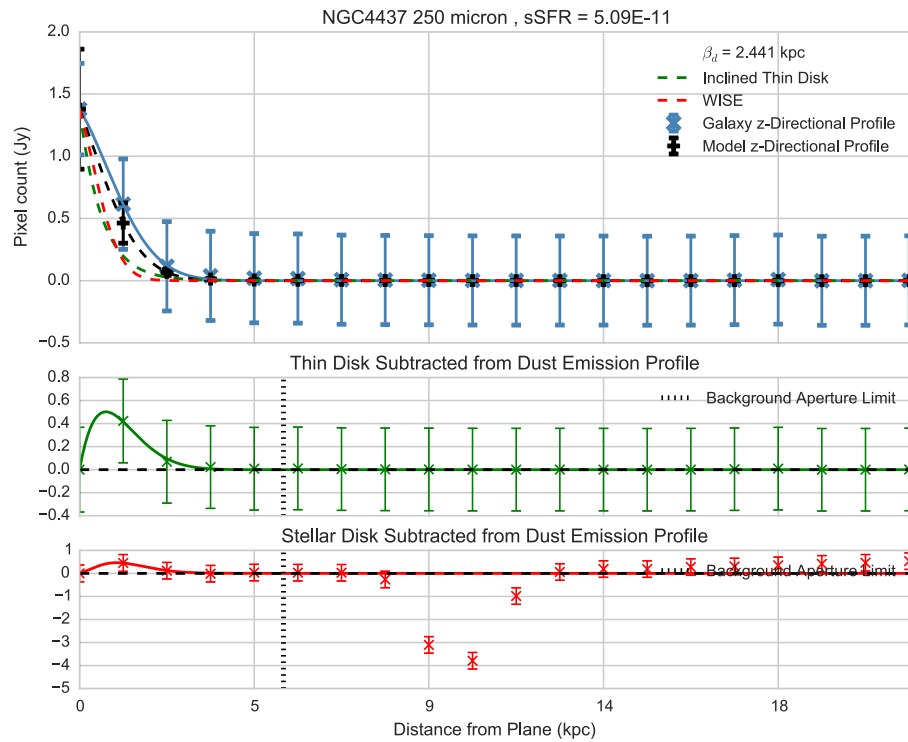 NGC4437 250 micron , sSFR = 5.09E-11
2.0
1.5
1.0
0.5
0.0
−0.5
Pixel count (Jy)
β_d = 2.441 kpc
Inclined Thin Disk
WISE
Galaxy z-Directional Profile
Model z-Directional Profile
Thin Disk Subtracted from Dust Emission Profile
0.8
0.6
0.4
0.2
0.0
−0.2
−0.4
Background Aperture Limit
Stellar Disk Subtracted from Dust Emission Profile
1
0
−1
−2
−3
−4
−5
Background Aperture Limit
0 5 9 14 18
Distance from Plane (kpc)